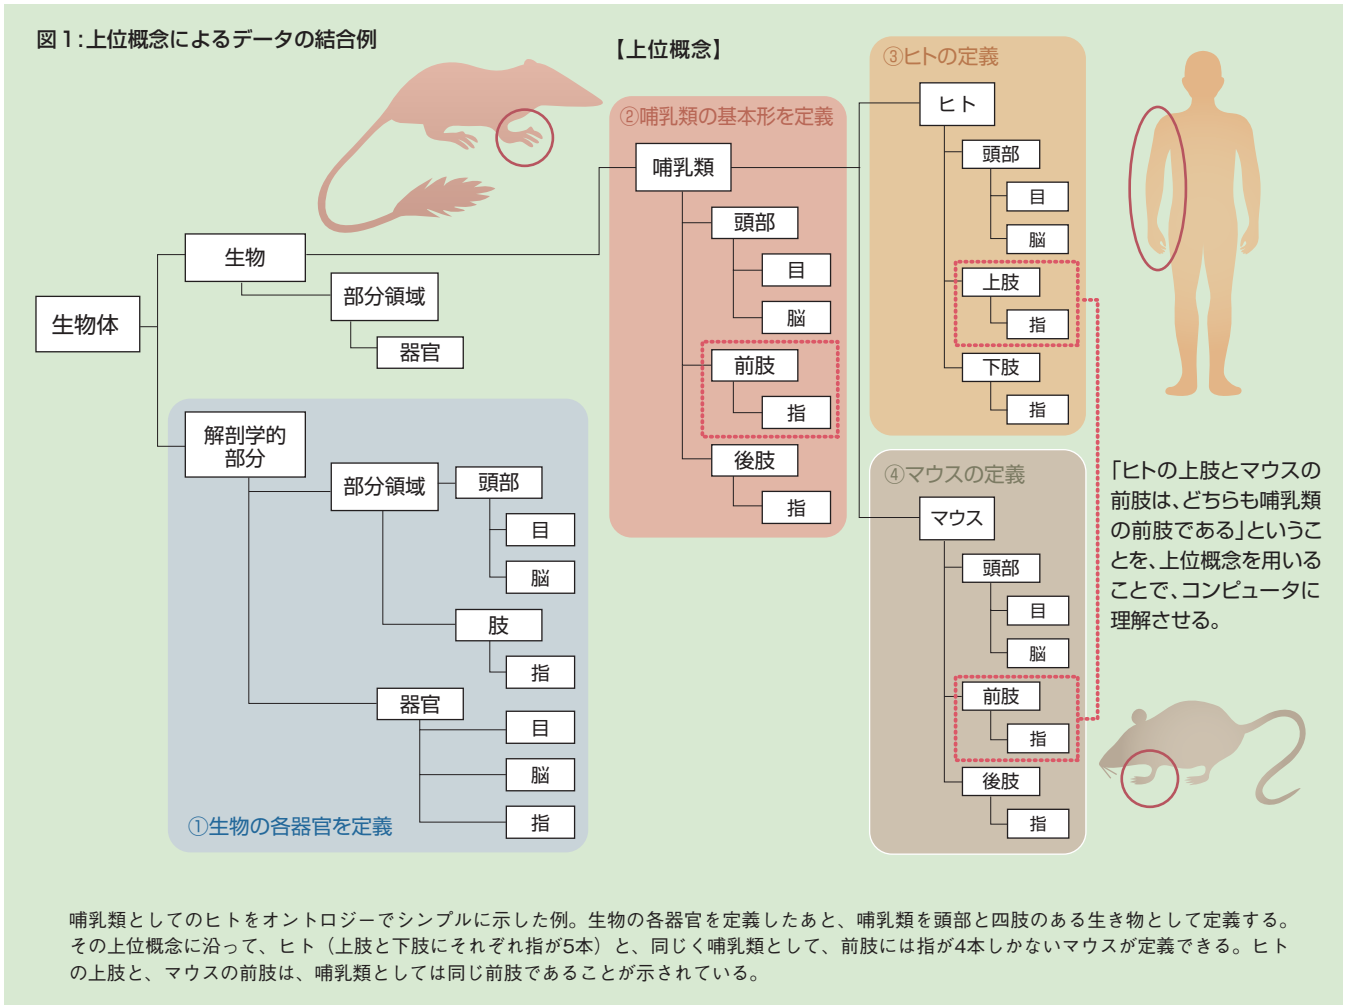 図1:上位概念によるデータの結合例
【上位概念】
生物体
生物
部分領域
器官
解剖学的
部分
部分領域
頭部
目
脳
肢
指
器官
目
脳
指
①生物の各器官を定義
②哺乳類の基本形を定義
哺乳類
頭部
目
脳
前肢
指
後肢
指
③ヒトの定義
ヒト
頭部
目
脳
上肢
指
下肢
指
④マウスの定義
マウス
頭部
目
脳
前肢
指
後肢
指
「ヒトの上肢とマウスの
前肢は、どちらも哺乳類
の前肢である」というこ
とを、上位概念を用いる
ことで、コンピュータに
理解させる。
哺乳類としてのヒトをオントロジーでシンプルに示した例。生物の各器官を定義したあと、哺乳類を頭部と四肢のある生き物として定義する。
その上位概念に沿って、ヒト（上肢と下肢にそれぞれ指が5本）と、同じく哺乳類として、前肢には指が4本しかないマウスが定義できる。ヒト
の上肢と、マウスの前肢は、哺乳類としては同じ前肢であることが示されている。